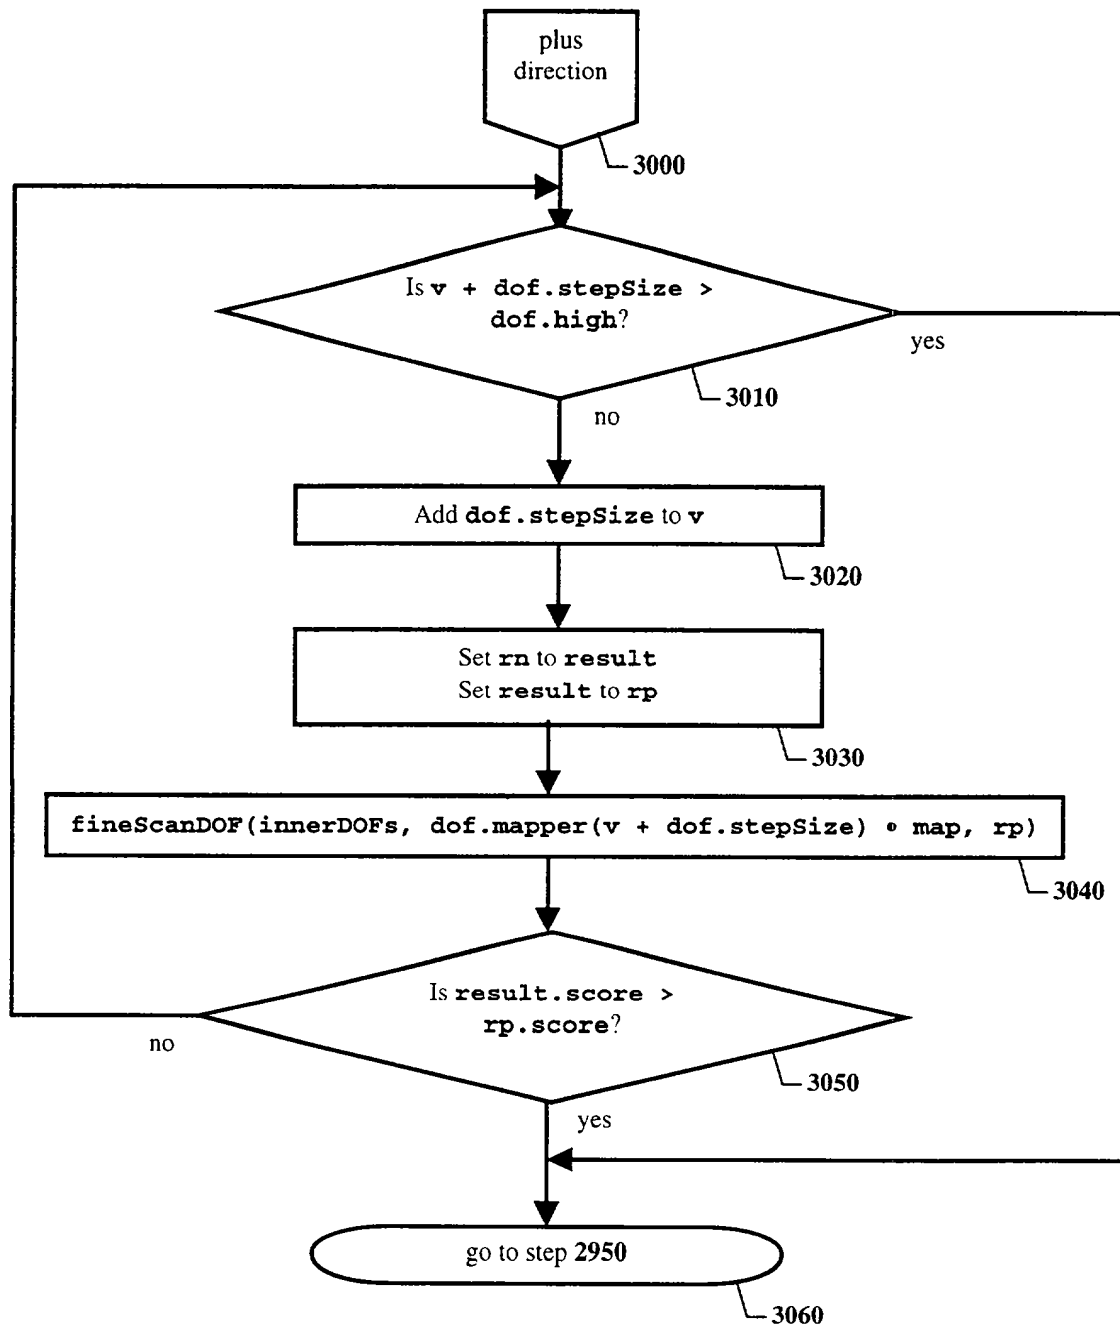 plus
direction
3000
Is v + dof.stepSize >
dof.high?
yes
3010
no
Add dof.stepSize to v
3020
Set rn to result
Set result to rp
3030
fineScanDOF(innerDOFs, dof.mapper(v + dof.stepSize) • map, rp)
3040
Is result.score >
rp.score?
no
3050
yes
go to step 2950
3060